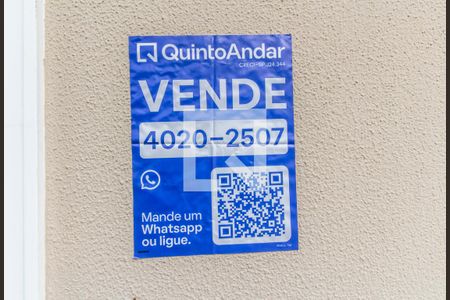 QuintoAndar
VENDE
4020-2507
Mande um
Whatsapp
ou ligue.